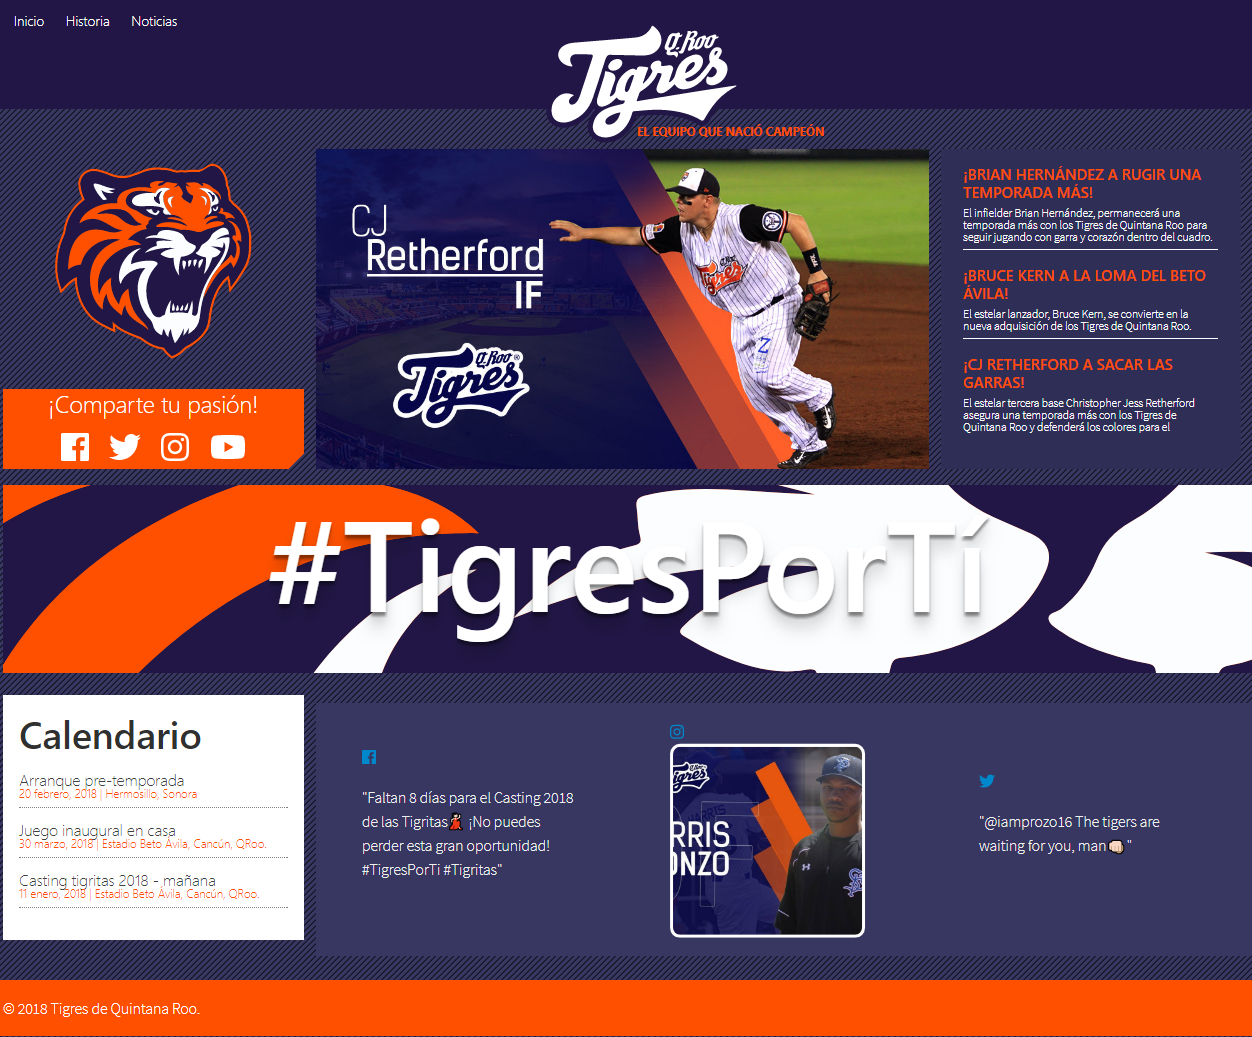 Inicio Historia Noticias
Q.Roo
Tigres
EL EQUIPO QUE NACIÓ CAMPEÓN
CJ
Retherford
IF
Q.Roo
Tigres
¡BRIAN HERNÁNDEZ A RUGIR UNA
TEMPORADA MÁS!
El infielder Brian Hernández, permanecerá una
temporada más con los Tigres de Quintana Roo para
seguir jugando con garra y corazón dentro del cuadro.
¡BRUCE KERN A LA LOMA DEL BETO
ÁVILA!
El estelar lanzador, Bruce Kern, se convierte en la
nueva adquisición de los Tigres de Quintana Roo.
¡CJ RETHERFORD A SACAR LAS
GARRAS!
El estelar tercera base Christopher Jess Retherford
asegura una temporada más con los Tigres de
Quintana Roo y defenderá los colores para el
¡Comparte tu pasión!
#TigresPorTí
Calendario
Arranque pre-temporada
20 febrero, 2018 | Hermosillo, Sonora
Juego inaugural en casa
30 marzo, 2018 | Estadio Beto Ávila, Cancún, QRoo.
Casting tigritas 2018 - mañana
11 enero, 2018 | Estadio Beto Ávila, Cancún, QRoo.
"Faltan 8 días para el Casting 2018
de las Tigritas💃 ¡No puedes
perder esta gran oportunidad!
#TigresPorTi #Tigritas"
Q.Roo
Tigres
RRIS
ONZO
"@iamprozo16 The tigers are
waiting for you, man👊"
© 2018 Tigres de Quintana Roo.